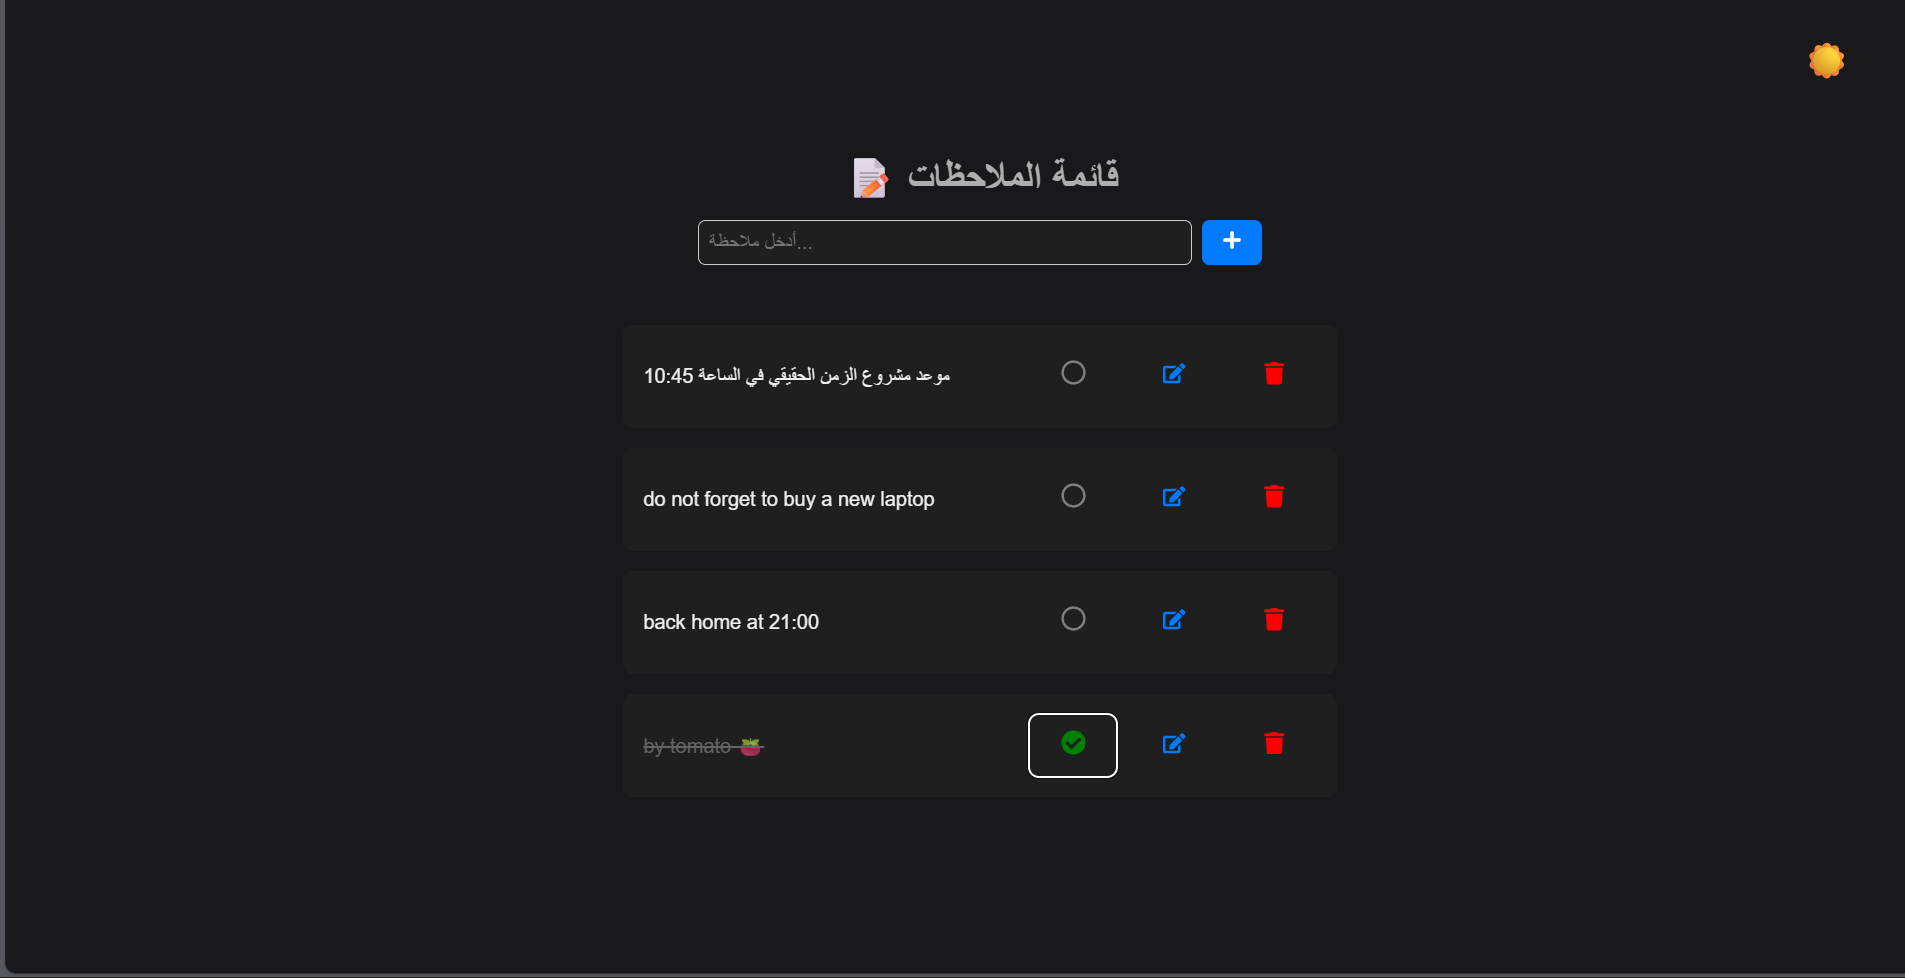 قائمة الملاحظات 📝
أدخل ملاحظة...
موعد مشروع الزمن الحقيقي في الساعة 10:45
do not forget to buy a new laptop
back home at 21:00
by tomato 🍅